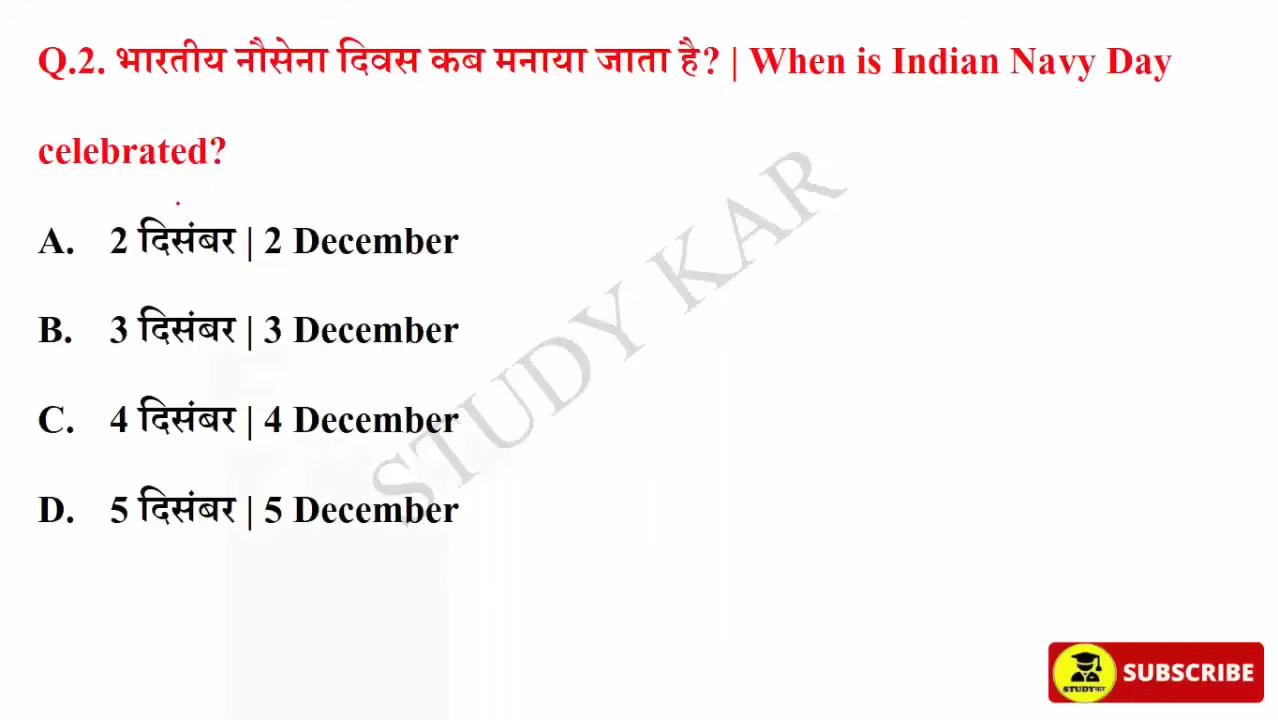 Q.2. भारतीय नौसेना दिवस कब मनाया जाता है? | When is Indian Navy Day
celebrated?
A. 2 दिसंबर | 2 December
B. 3 दिसंबर | 3 December
C. 4 दिसंबर | 4 December
D. 5 दिसंबर | 5 December
STUDY KAR
STUDYकर
SUBSCRIBE